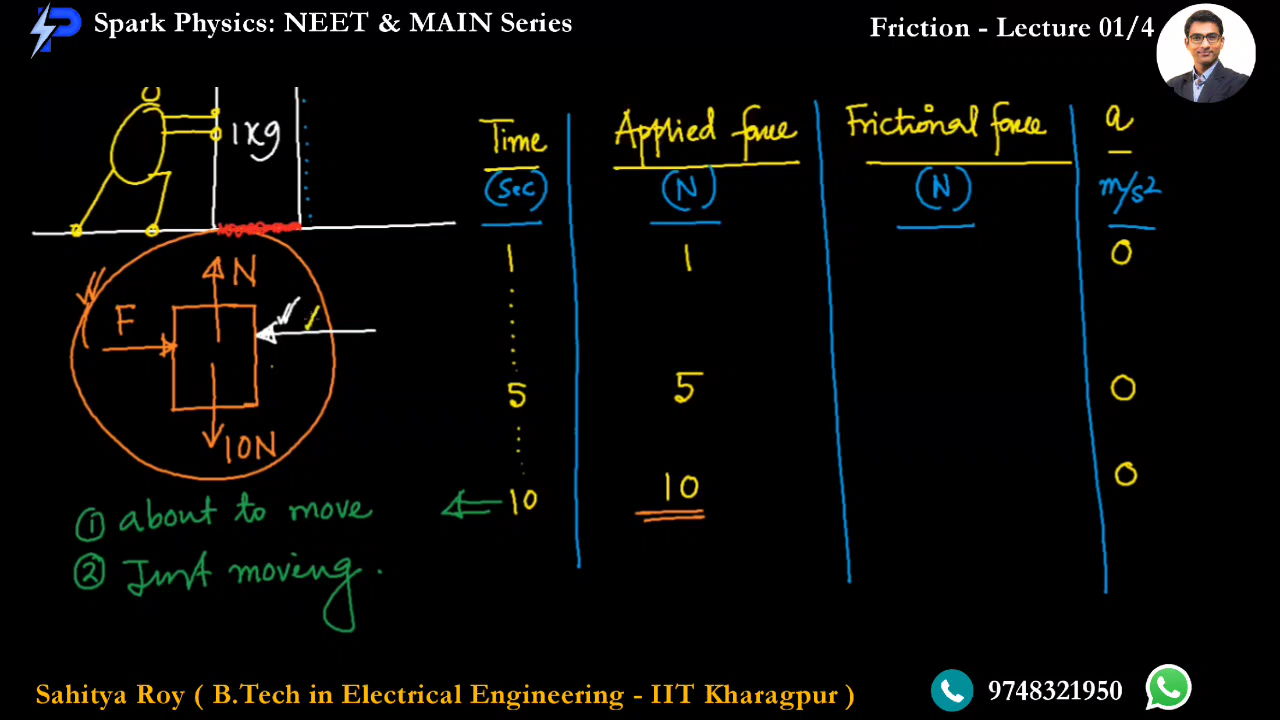 Spark Physics: NEET & MAIN Series
Friction - Lecture 01/4
1kg
Time
Applied force
Frictional force
a
(Sec)
(N)
(N)
m/s2
1
1
0
N
F
5
5
0
10N
10
10
0
① about to move
② Just moving.
Sahitya Roy ( B.Tech in Electrical Engineering - IIT Kharagpur )
9748321950